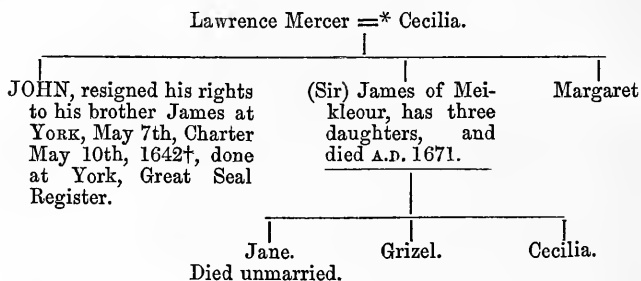 Lawrence Mercer =* Cecilia.
JOHN, resigned his rights
to his brother James at
YORK, May 7th, Charter
May 10th, 1642†, done
at York, Great Seal
Register.
(Sir) James of Mei-
kleour, has three
daughters, and
died A.D. 1671.
Margaret
Jane.
Died unmarried.
Grizel.
Cecilia.